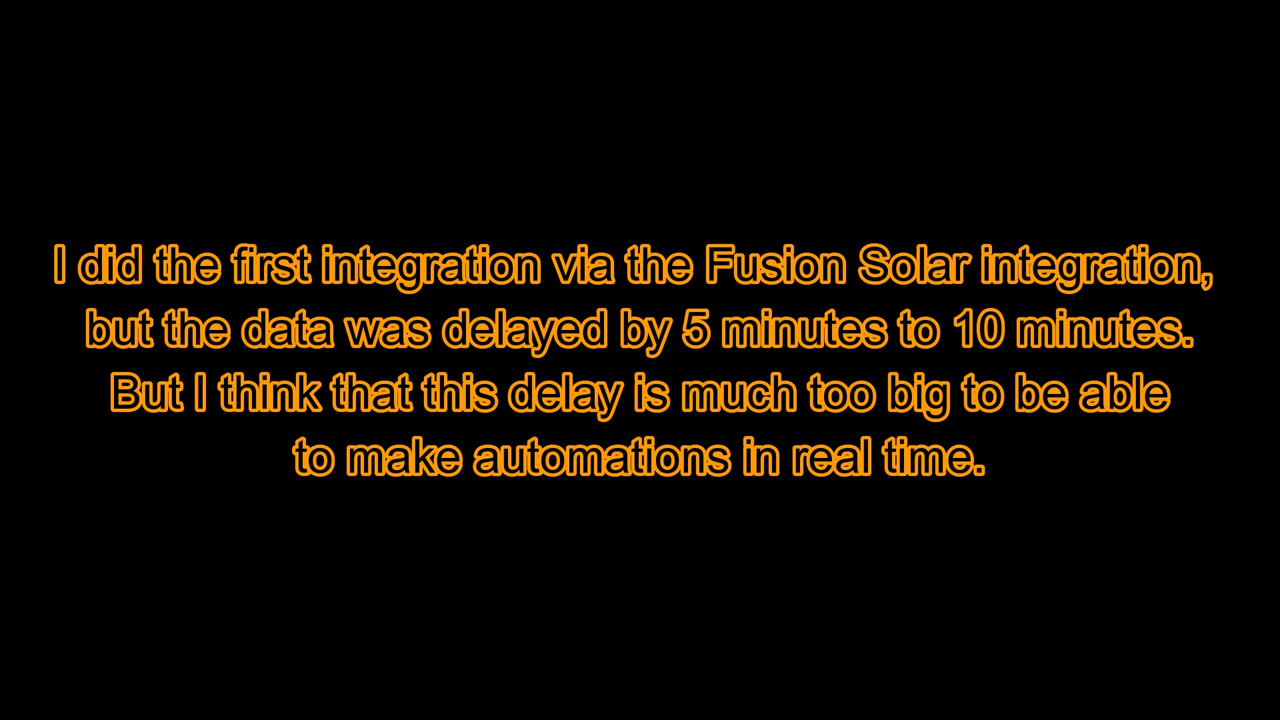 I did the first integration via the Fusion Solar integration,
but the data was delayed by 5 minutes to 10 minutes.
But I think that this delay is much too big to be able
to make automations in real time.